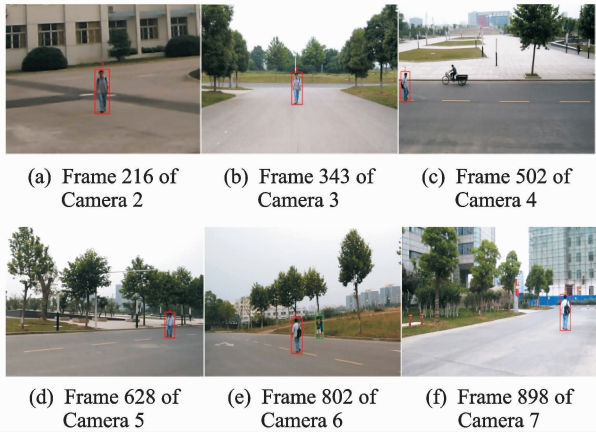 (a) Frame 216 of
Camera 2
(b) Frame 343 of
Camera 3
(c) Frame 502 of
Camera 4
(d) Frame 628 of
Camera 5
(e) Frame 802 of
Camera 6
(f) Frame 898 of
Camera 7